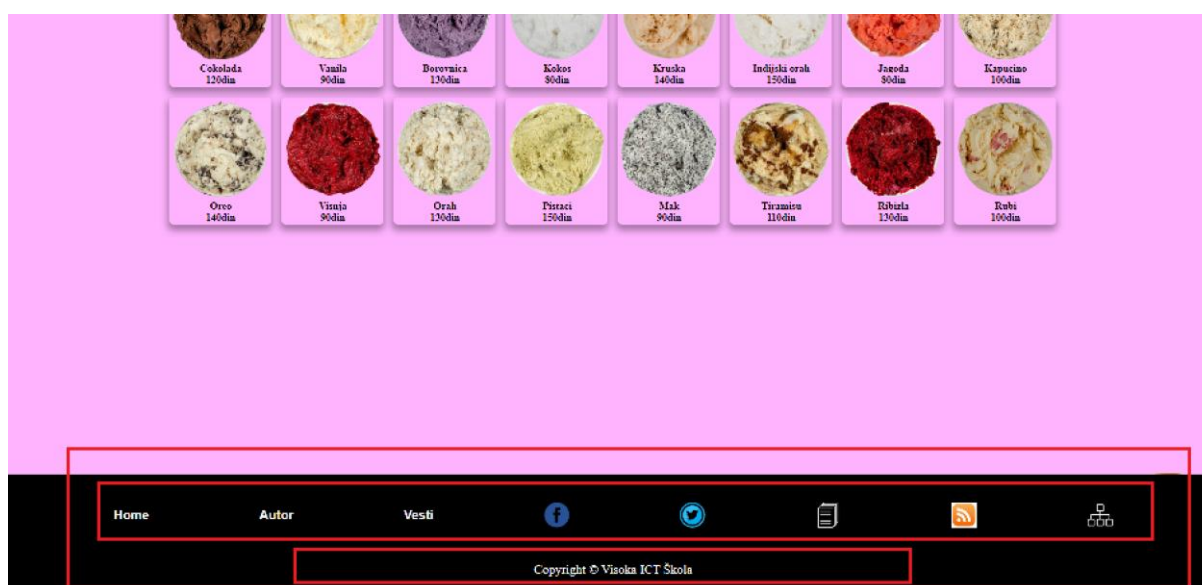 Cokolada Vanila Borovnica Kokos Kruska Indijski orah Jagoda Kapucino
120din 90din 130din 80din 140din 150din 80din 100din
Oreo Visnja Orah Pistaci Mak Tiramisu Ribizla Rubi
140din 90din 130din 150din 90din 110din 130din 100din
Home Autor Vesti
Copyright © Visoka ICT Škola